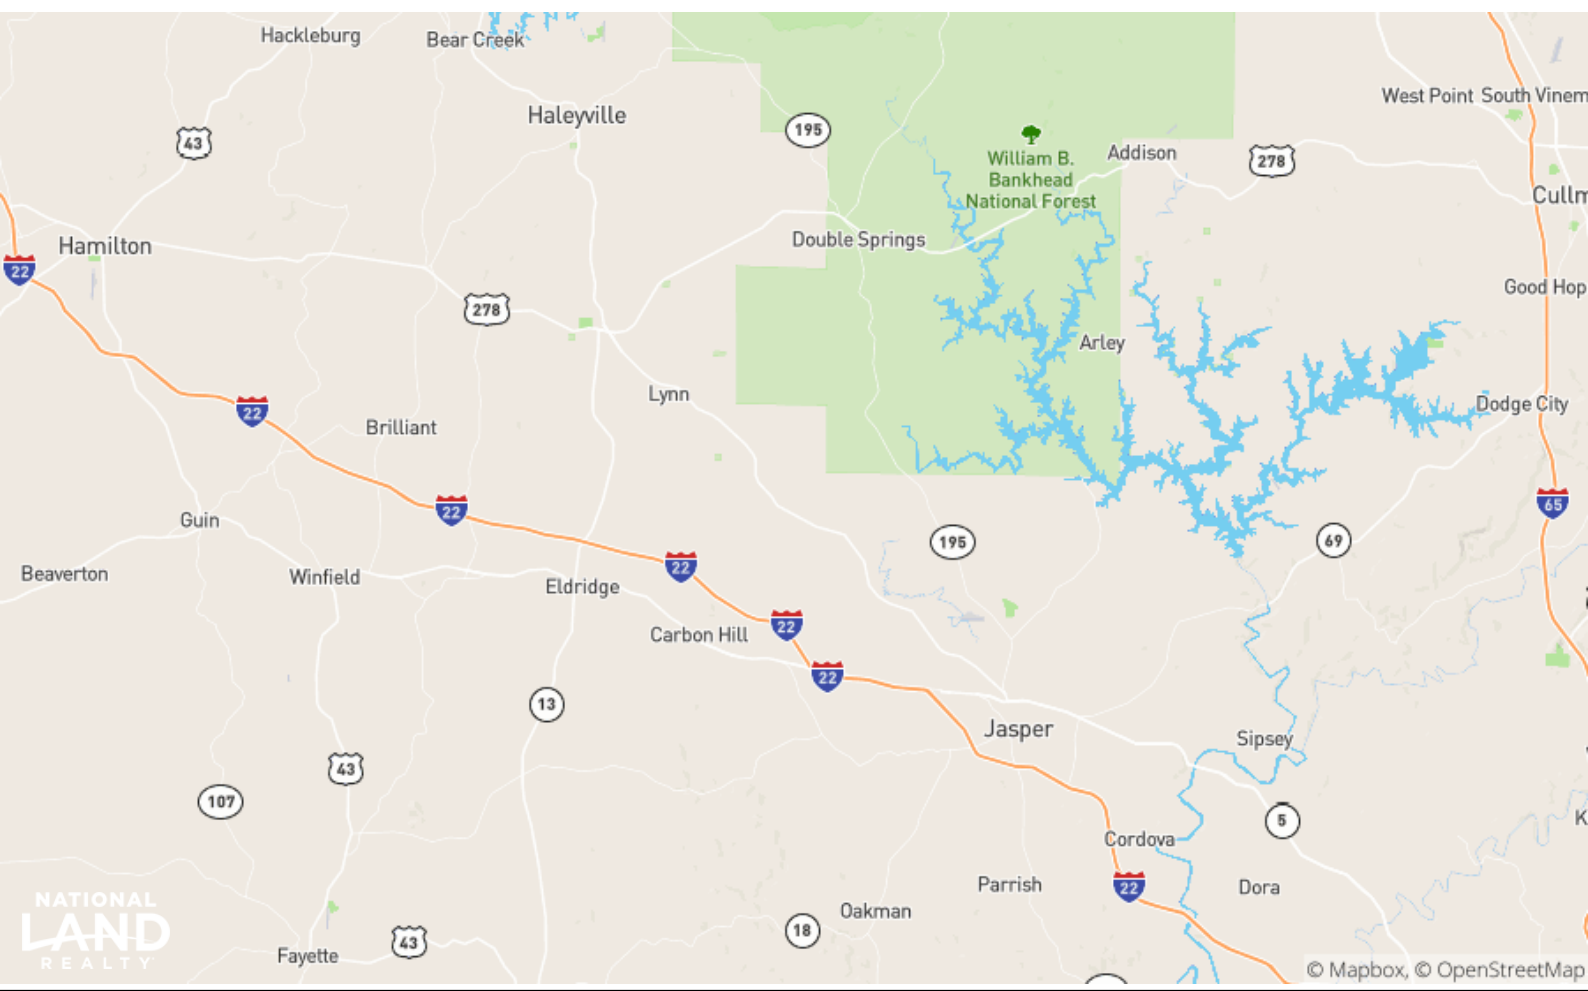 Hackleburg
Bear Creek
West Point
South Vinem
Haleyville
195
43
William B.
Bankhead
National Forest
Addison
278
Cullm
Hamilton
Double Springs
22
Good Hop
278
Arley
Lynn
22
Brilliant
Dodge City
22
65
Guin
195
69
Beaverton
Winfield
Eldridge
22
Carbon Hill
22
22
13
Jasper
Sipsey
43
107
5
K
Cordova
Parrish
22
Dora
NATIONAL
LAND
REALTY
Oakman
18
Fayette
43
© Mapbox, © OpenStreetMap